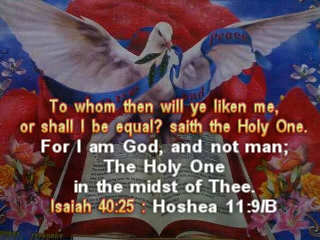 Peace
To whom then will ye liken me,
or shall I be equal? saith the Holy One.
For I am God, and not man;
The Holy One
in the midst of Thee.
Isaiah 40:25 : Hoshea 11:9/B